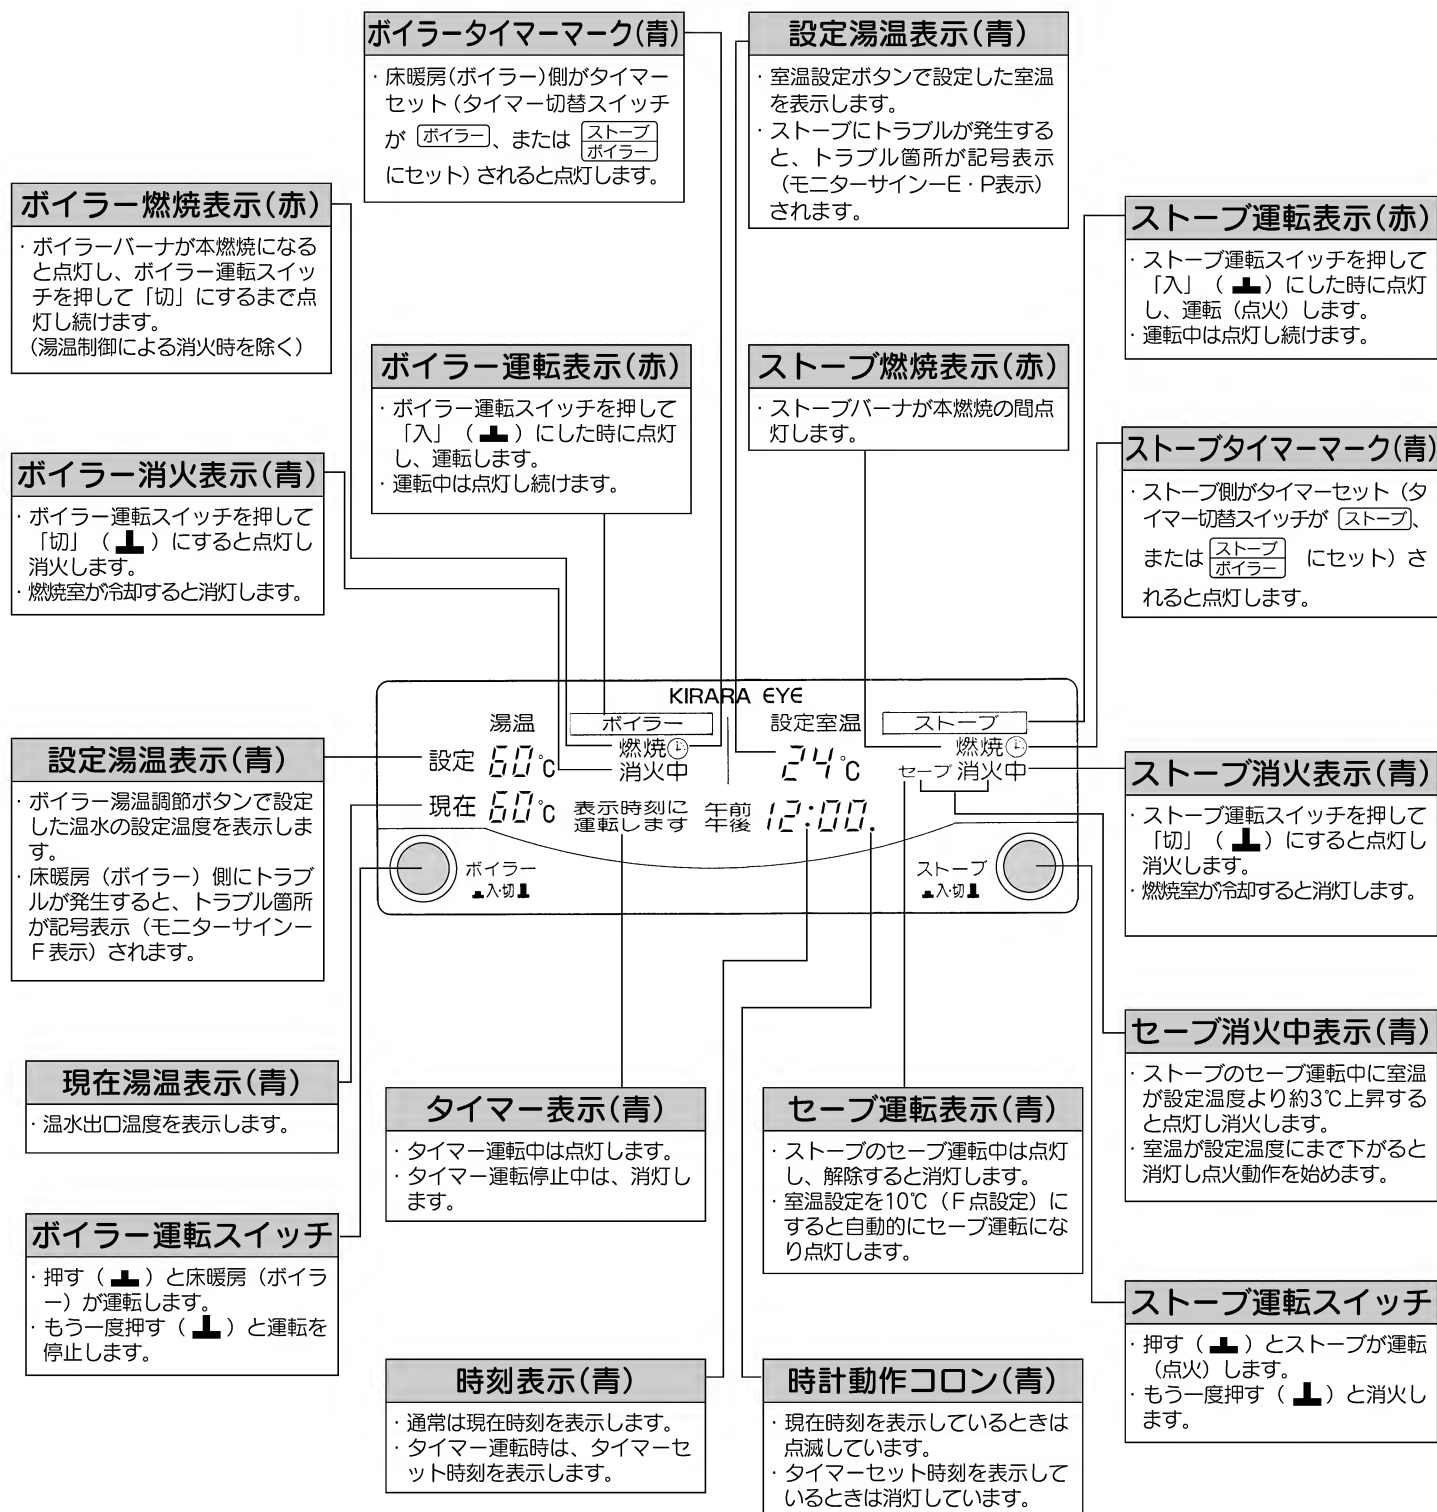 ボイラータイマーマーク(青)
・床暖房(ボイラー)側がタイマー
セット(タイマー切替スイッチ
が ボイラー、または ストーブ
ボイラー
にセット)されると点灯します。
設定湯温表示(青)
・室温設定ボタンで設定した室温
を表示します。
・ストーブにトラブルが発生する
と、トラブル箇所が記号表示
(モニターサインーE・P表示)
されます。
ボイラー燃焼表示(赤)
・ボイラーバーナが本燃焼になる
と点灯し、ボイラー運転スイッ
チを押して「切」にするまで点
灯し続けます。
(湯温制御による消火時を除く)
ストーブ運転表示(赤)
・ストーブ運転スイッチを押して
「入」( )にした時に点灯
し、運転(点火)します。
・運転中は点灯し続けます。
ボイラー運転表示(赤)
・ボイラー運転スイッチを押して
「入」( )にした時に点灯
し、運転します。
・運転中は点灯し続けます。
ストーブ燃焼表示(赤)
・ストーブバーナが本燃焼の間点
灯します。
ボイラー消火表示(青)
・ボイラー運転スイッチを押して
「切」( )にすると点灯し
消火します。
・燃焼室が冷却すると消灯します。
ストーブタイマーマーク(青)
・ストーブ側がタイマーセット(タ
イマー切替スイッチが ストーブ、
または ストーブ
ボイラー にセット)さ
れると点灯します。
KIRARA EYE
湯温 ボイラー 設定室温 ストーブ
設定 60℃ 燃焼 24℃ 燃焼
消火中 セーブ 消火中
現在 60℃ 表示時刻に
運転します 午前
午後 12:00.
ボイラー
入・切
ストーブ
入・切
設定湯温表示(青)
・ボイラー湯温調節ボタンで設定
した温水の設定温度を表示しま
す。
・床暖房(ボイラー)側にトラブ
ルが発生すると、トラブル箇所
が記号表示(モニターサインー
F表示)されます。
ストーブ消火表示(青)
・ストーブ運転スイッチを押して
「切」( )にすると点灯し
消火します。
・燃焼室が冷却すると消灯します。
現在湯温表示(青)
・温水出口温度を表示します。
タイマー表示(青)
・タイマー運転中は点灯します。
・タイマー運転停止中は、消灯し
ます。
セーブ運転表示(青)
・ストーブのセーブ運転中は点灯
し、解除すると消灯します。
・室温設定を10℃(F点設定)に
すると自動的にセーブ運転にな
り点灯します。
セーブ消火中表示(青)
・ストーブのセーブ運転中に室温
が設定温度より約3℃上昇する
と点灯し消火します。
・室温が設定温度にまで下がると
消灯し点火動作を始めます。
ボイラー運転スイッチ
・押す( )と床暖房(ボイラ
ー)が運転します。
・もう一度押す( )と運転を
停止します。
ストーブ運転スイッチ
・押す( )とストーブが運転
(点火)します。
・もう一度押す( )と消火し
ます。
時刻表示(青)
・通常は現在時刻を表示します。
・タイマー運転時は、タイマーセ
ット時刻を表示します。
時計動作コロン(青)
・現在時刻を表示しているときは
点滅しています。
・タイマーセット時刻を表示して
いるときは消灯しています。